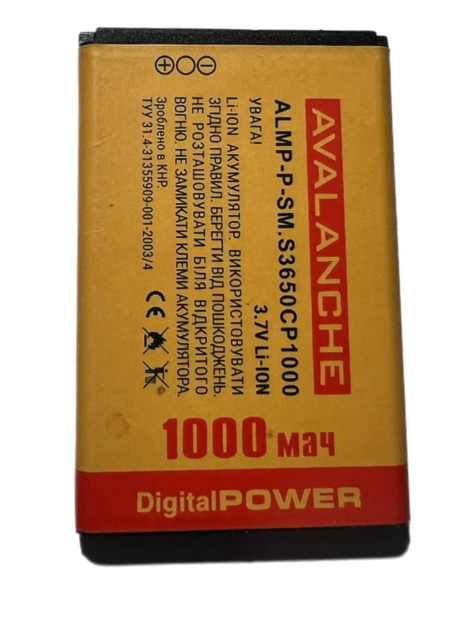 AVALANCHE
ALMP-P-SM.S3650CP1000
3.7V Li-ION
УВАГА!
Li-ION АКУМУЛЯТОР. ВИКОРИСТОВУВАТИ
ЗГІДНО ПРАВИЛ. БЕРЕГТИ ВІД ПОШКОДЖЕНЬ.
НЕ РОЗТАШОВУВАТИ БІЛЯ ВІДКРИТОГО
ВОГНЮ. НЕ ЗАМИКАТИ КЛЕМИ АКУМУЛЯТОРА.
Зроблено в КНР.
ТУУ 31.4-31355909-001-2003/4
CE
1000 мАч
DigitalPOWER